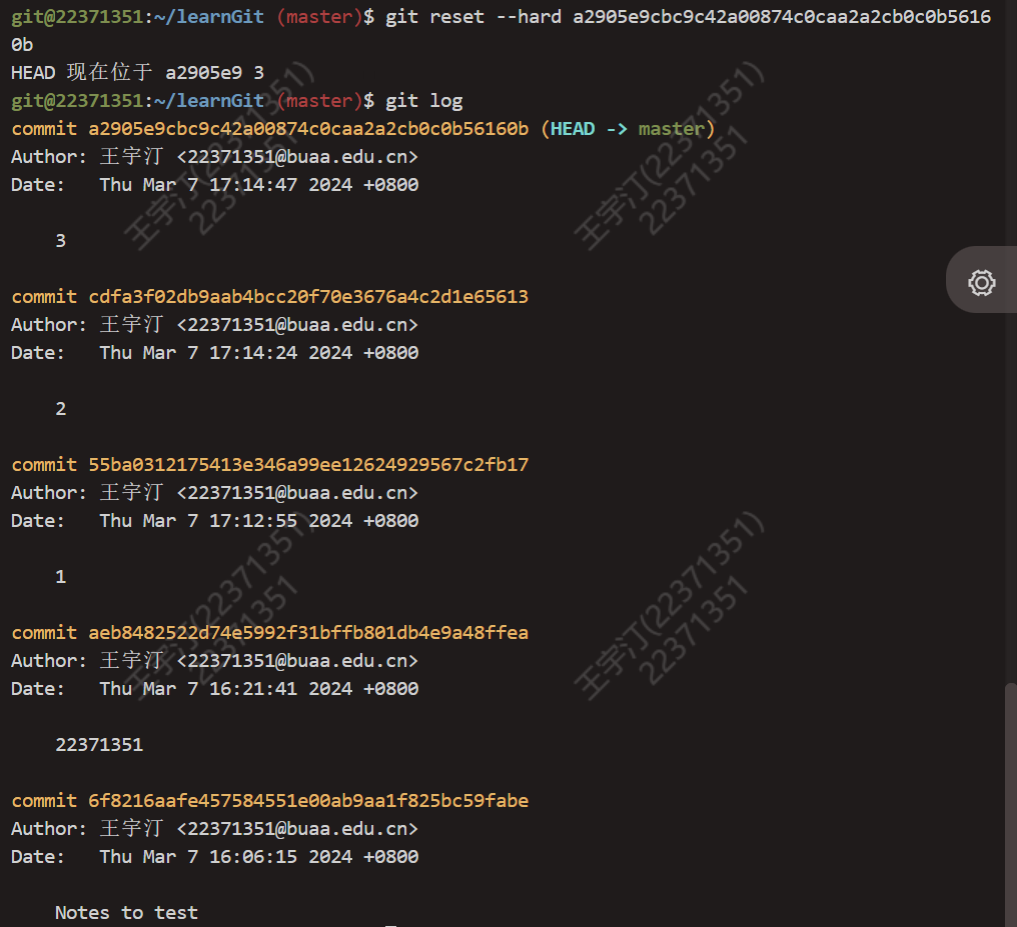 git@22371351:~/learnGit (master)$ git reset --hard a2905e9cbc9c42a00874c0caa2a2cb0c0b5616
0b
HEAD 现在位于 a2905e9 3
git@22371351:~/learnGit (master)$ git log
commit a2905e9cbc9c42a00874c0caa2a2cb0c0b56160b (HEAD -> master)
Author: 王宇汀 <22371351@buaa.edu.cn>
Date:   Thu Mar 7 17:14:47 2024 +0800
3
commit cdfa3f02db9aab4bcc20f70e3676a4c2d1e65613
Author: 王宇汀 <22371351@buaa.edu.cn>
Date:   Thu Mar 7 17:14:24 2024 +0800
2
commit 55ba0312175413e346a99ee12624929567c2fb17
Author: 王宇汀 <22371351@buaa.edu.cn>
Date:   Thu Mar 7 17:12:55 2024 +0800
1
commit aeb8482522d74e5992f31bffb801db4e9a48ffea
Author: 王宇汀 <22371351@buaa.edu.cn>
Date:   Thu Mar 7 16:21:41 2024 +0800
22371351
commit 6f8216aafe457584551e00ab9aa1f825bc59fabe
Author: 王宇汀 <22371351@buaa.edu.cn>
Date:   Thu Mar 7 16:06:15 2024 +0800
Notes to test
王宇汀(22371351)
22371351
王宇汀(22371351)
22371351
王宇汀(22371351)
22371351
王宇汀(22371351)
22371351